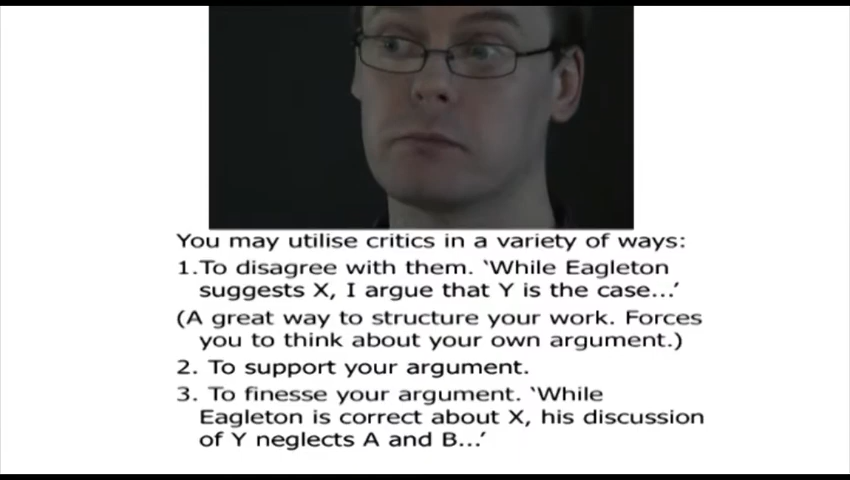 You may utilise critics in a variety of ways:
1.To disagree with them. ‘While Eagleton
suggests X, I argue that Y is the case...’
(A great way to structure your work. Forces
you to think about your own argument.)
2. To support your argument.
3. To finesse your argument. ‘While
Eagleton is correct about X, his discussion
of Y neglects A and B...’